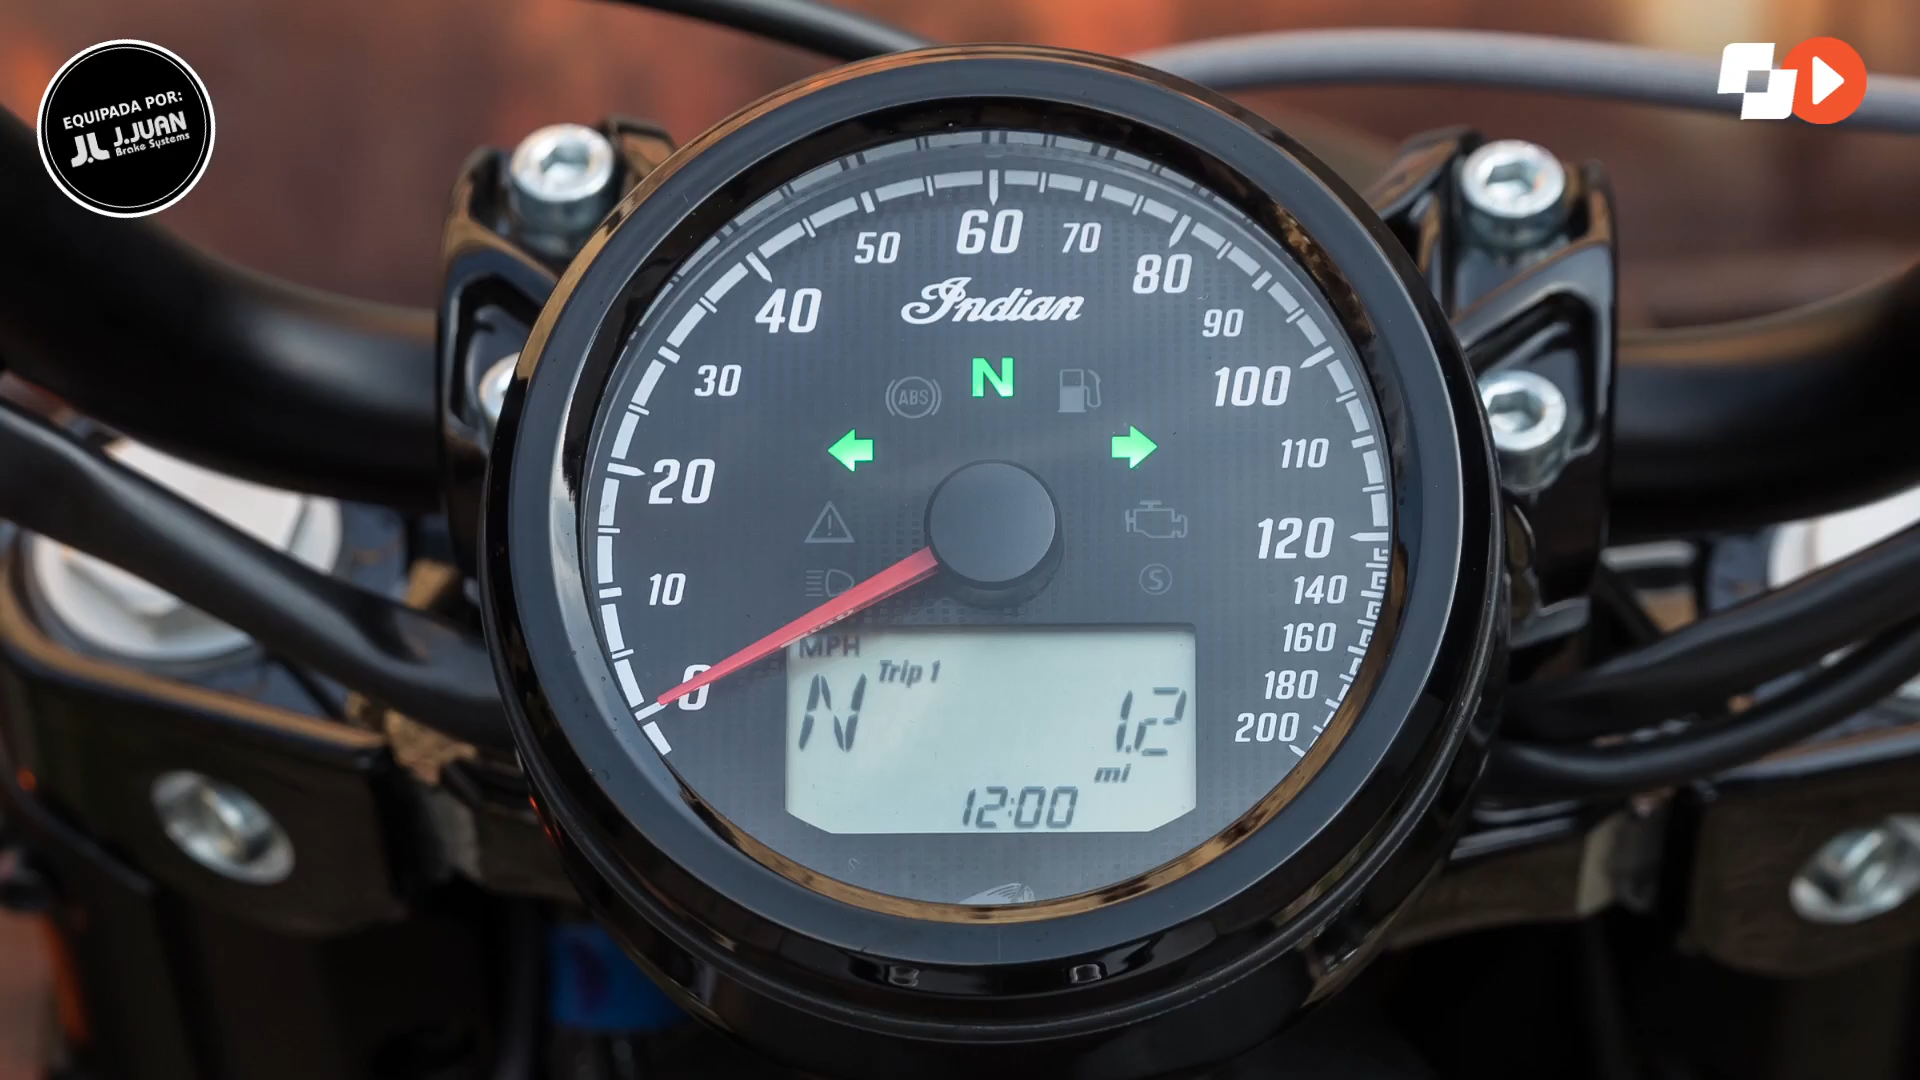 EQUIPADA POR:
J.L J.JUAN
Brake Systems
0
10
20
30
40
50
60
70
80
90
100
110
120
140
160
180
200
Indian
ABS
N
S
MPH
N Trip 1 1.2
mi
12:00